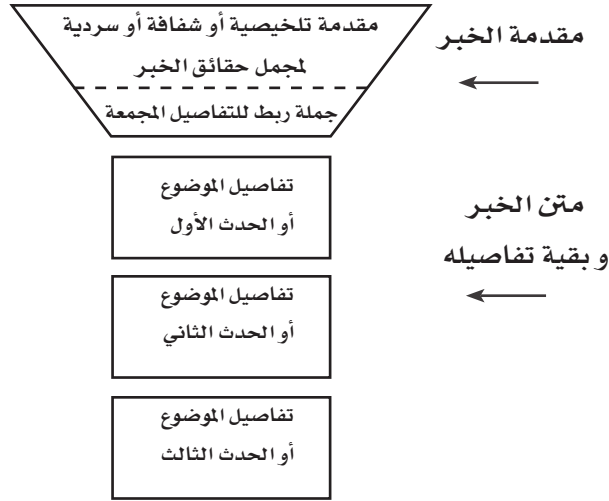 مقدمة تلخيصية أو شفافة أو سردية
لمجمل حقائق الخبر
جملة ربط للتفاصيل المجمعة
مقدمة الخبر
تفاصيل الموضوع
أو الحدث الأول
متن الخبر
و بقية تفاصيله
تفاصيل الموضوع
أو الحدث الثاني
تفاصيل الموضوع
أو الحدث الثالث